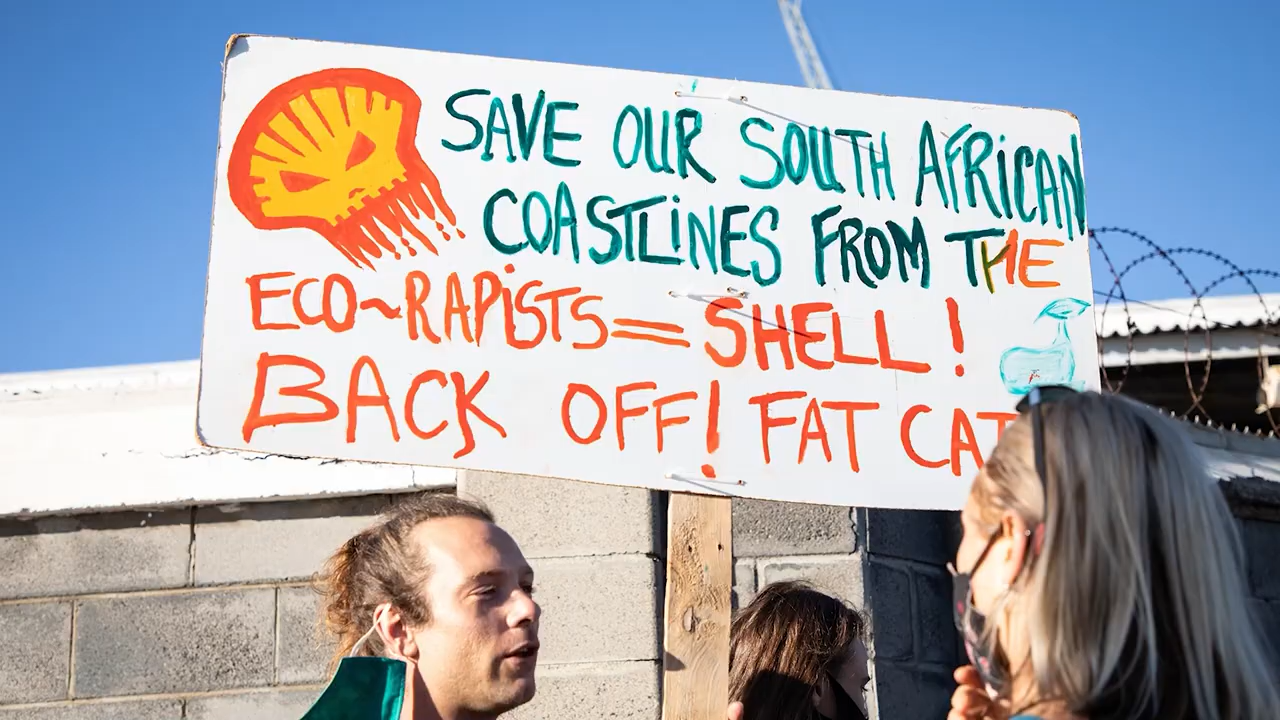 SAVE OUR SOUTH AFRICAN
COASTLINES FROM THE
ECO~RAPISTS = SHELL!
BACK OFF! FAT CAT